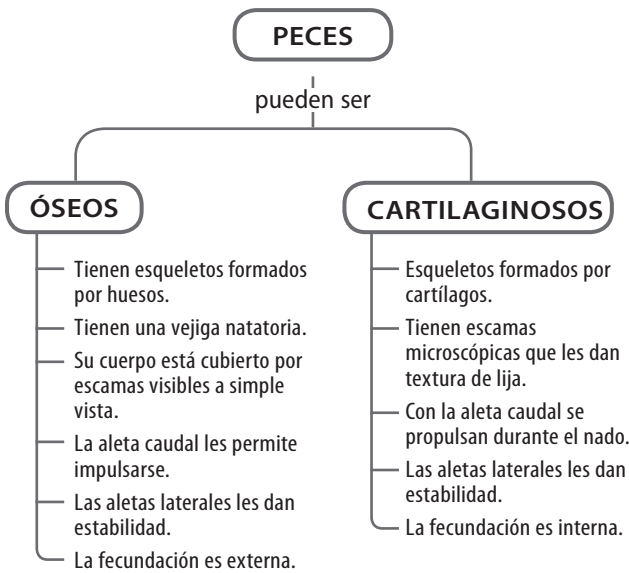 PECES
pueden ser
ÓSEOS
Tienen esqueletos formados
por huesos.
Tienen una vejiga natatoria.
Su cuerpo está cubierto por
escamas visibles a simple
vista.
La aleta caudal les permite
impulsarse.
Las aletas laterales les dan
estabilidad.
La fecundación es externa.
CARTILAGINOSOS
Esqueletos formados por
cartílagos.
Tienen escamas
microscópicas que les dan
textura de lija.
Con la aleta caudal se
propulsan durante el nado.
Las aletas laterales les dan
estabilidad.
La fecundación es interna.